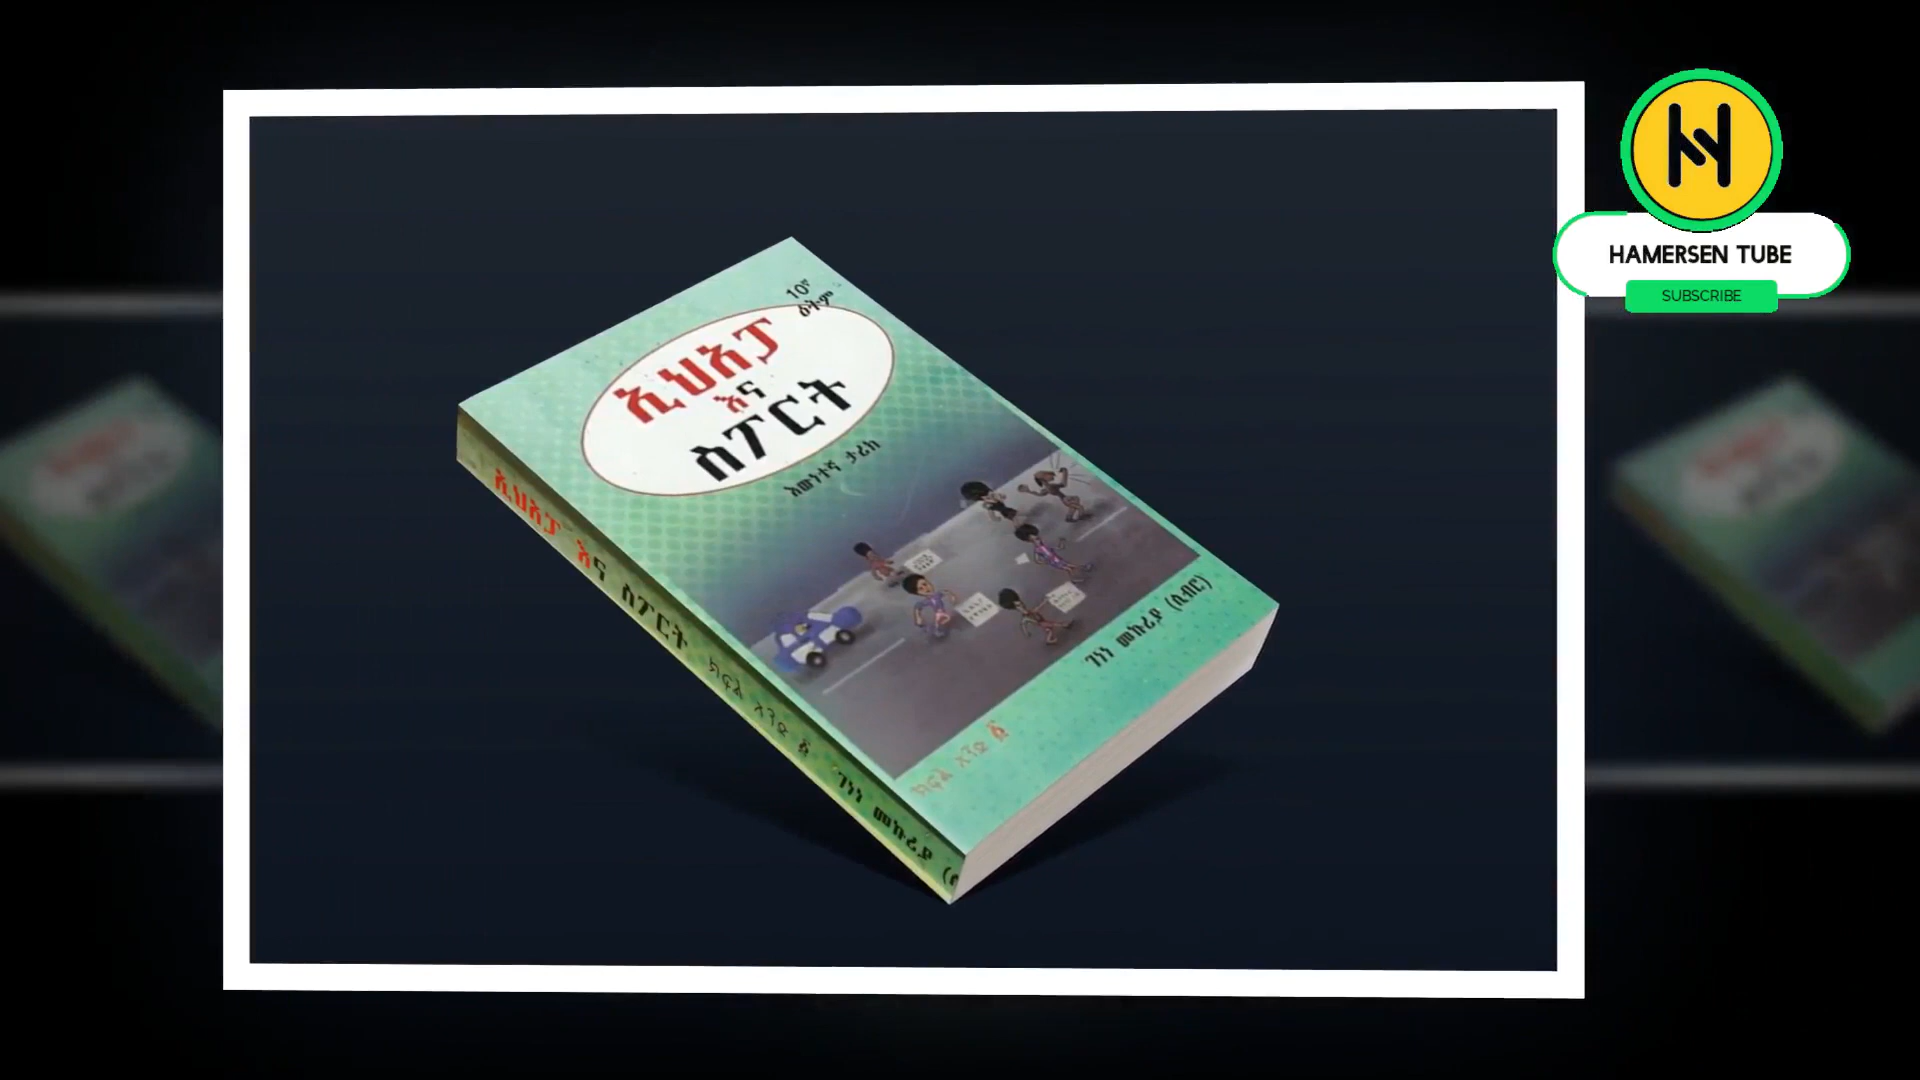 10ኛ
ዕትም
ኢህአፓ
እና
ስፖርት
እውነተኛ ታሪክ
ገነነ መኩሪያ (ሊብሮ)
ክፍል አንድ ፩
ኢህአፓ እና ስፖርት ክፍል አንድ ፩ ገነነ መኩሪያ
HAMERSEN TUBE
SUBSCRIBE